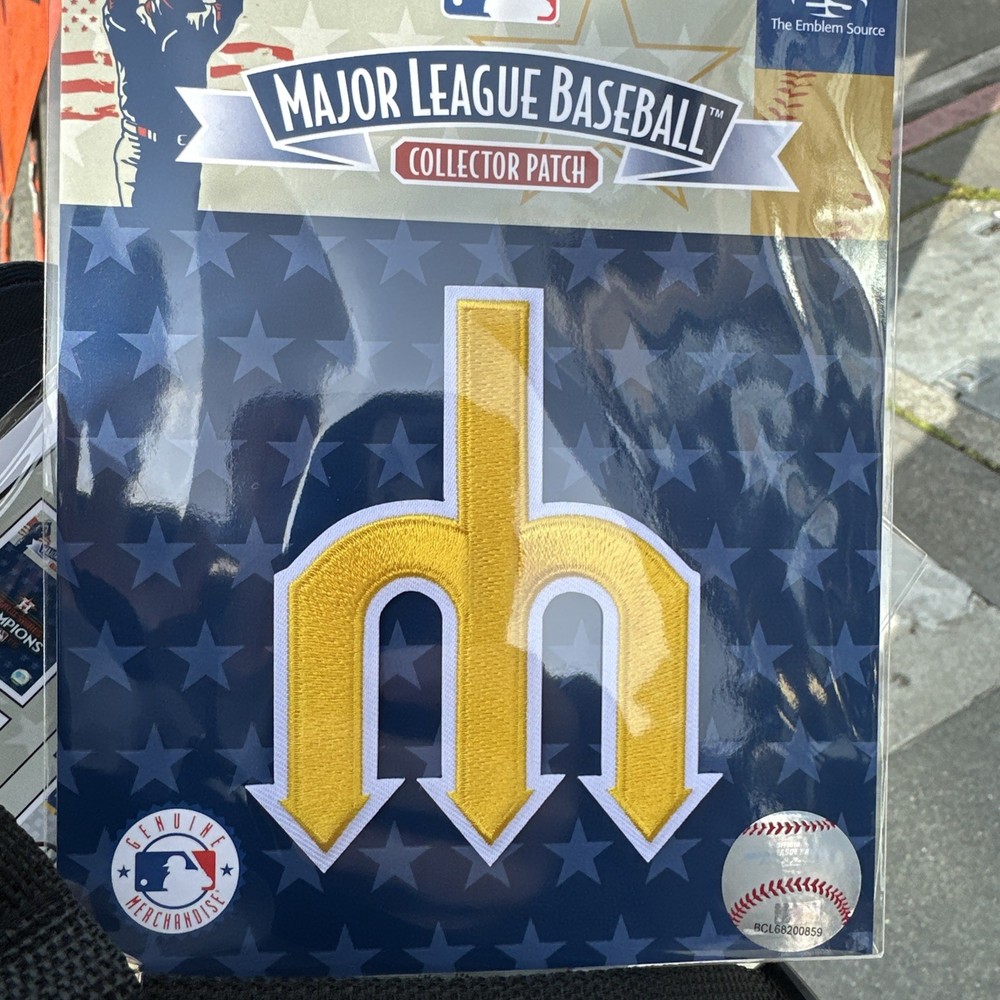 The Emblem Source
MAJOR LEAGUE BASEBALL™
COLLECTOR PATCH
GENUINE
MERCHANDISE
BCL68200859